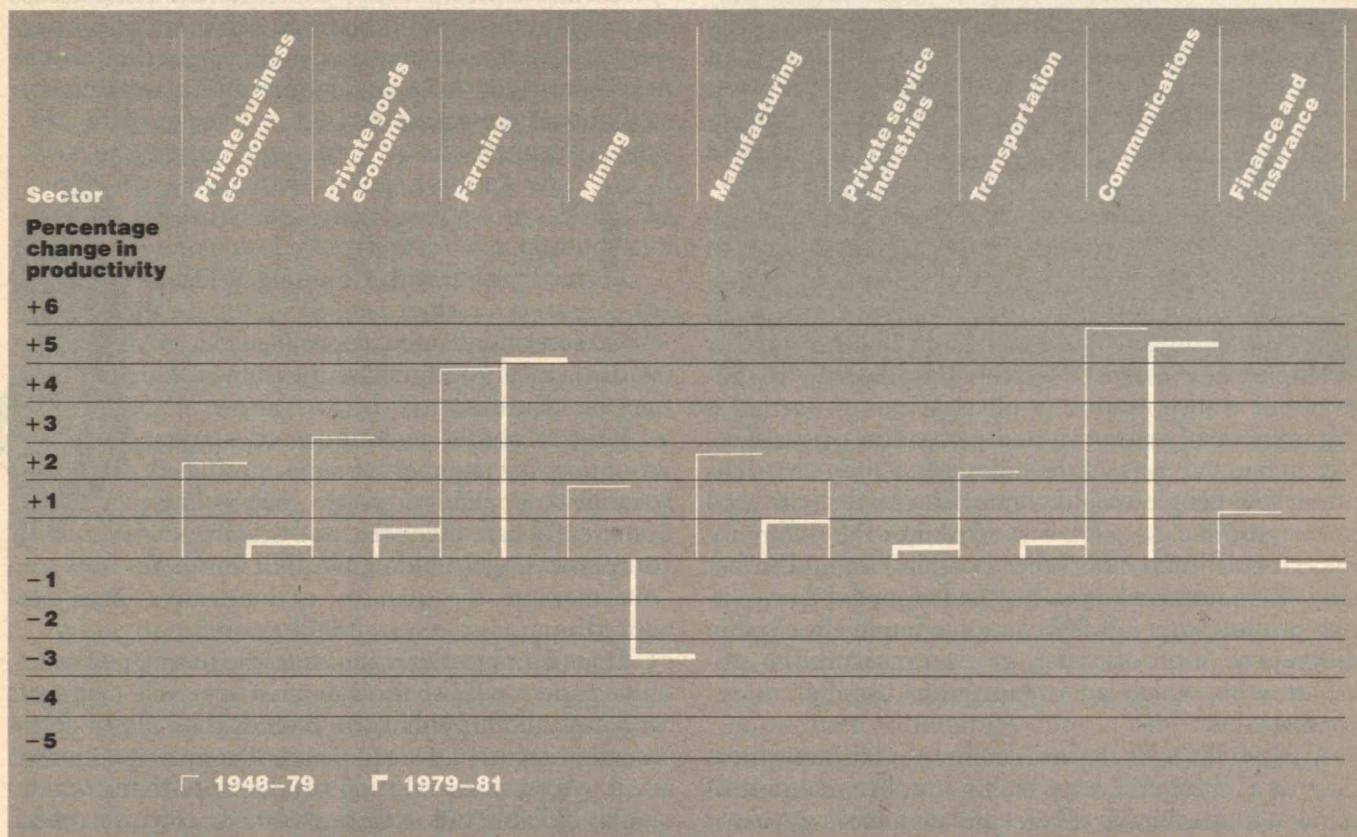 Sector
Private business
economy
Private goods
economy
Farming
Mining
Manufacturing
Private service
industries
Transportation
Communications
Finance and
insurance
Percentage
change in
productivity
+6
+5
+4
+3
+2
+1
−1
−2
−3
−4
−5
1948–79
1979–81